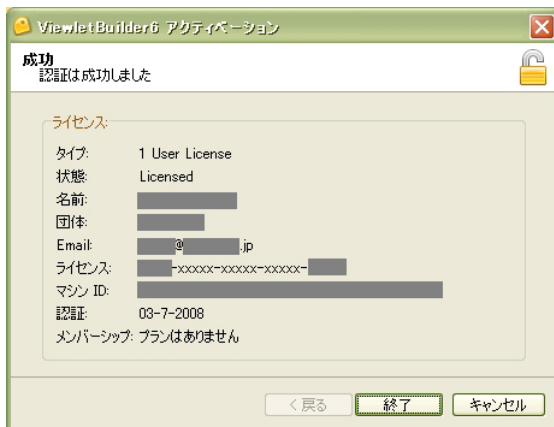 ViewletBuilder6 アクティベーション
成功
認証は成功しました
ライセンス:
タイプ: 1 User License
状態: Licensed
名前:
団体:
Email: @ .jp
ライセンス: -xxxxx-xxxxx-xxxxx-
マシン ID:
認証: 03-7-2008
メンバーシップ: プランはありません
< 戻る 終了 キャンセル